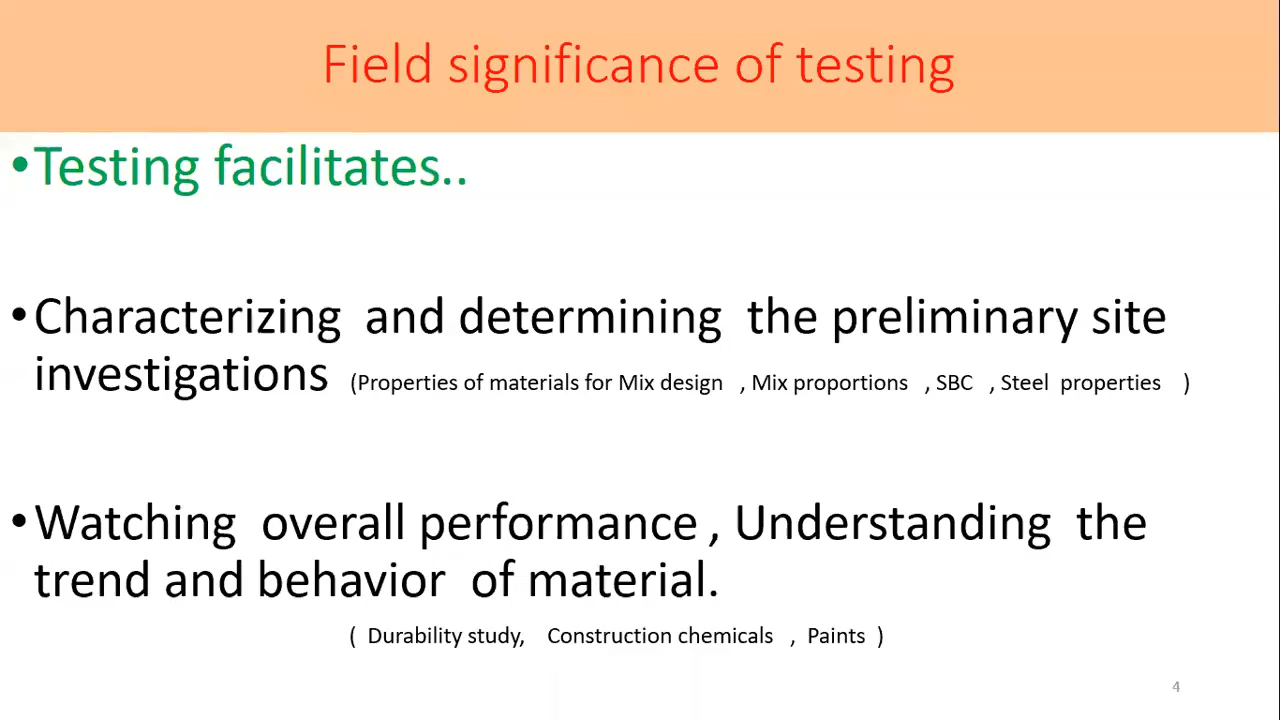 Field significance of testing
•Testing facilitates..
•Characterizing and determining the preliminary site
investigations (Properties of materials for Mix design , Mix proportions , SBC , Steel properties )
•Watching overall performance , Understanding the
trend and behavior of material.
( Durability study, Construction chemicals , Paints )
4